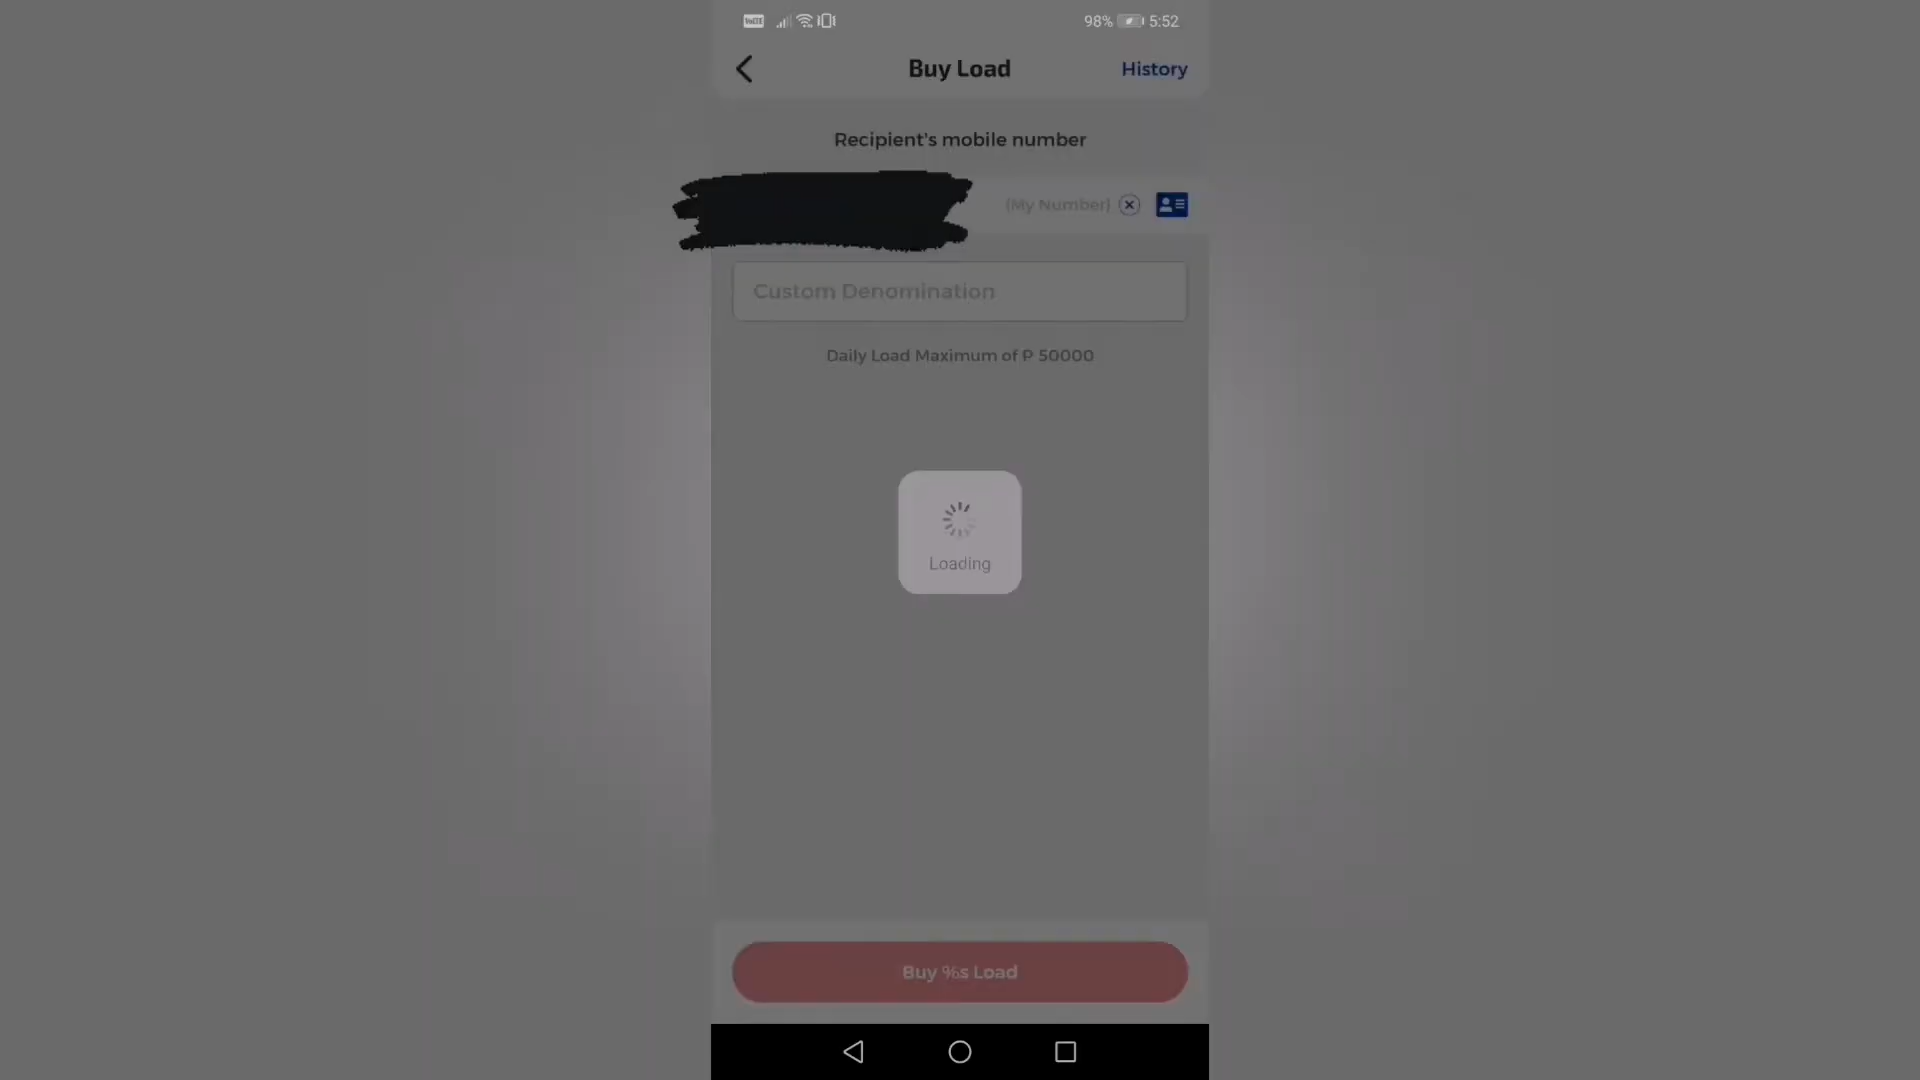 VoLTE
98% 5:52
Buy Load
History
Recipient's mobile number
(My Number)
Custom Denomination
Daily Load Maximum of ₱ 50000
Loading
Buy %s Load